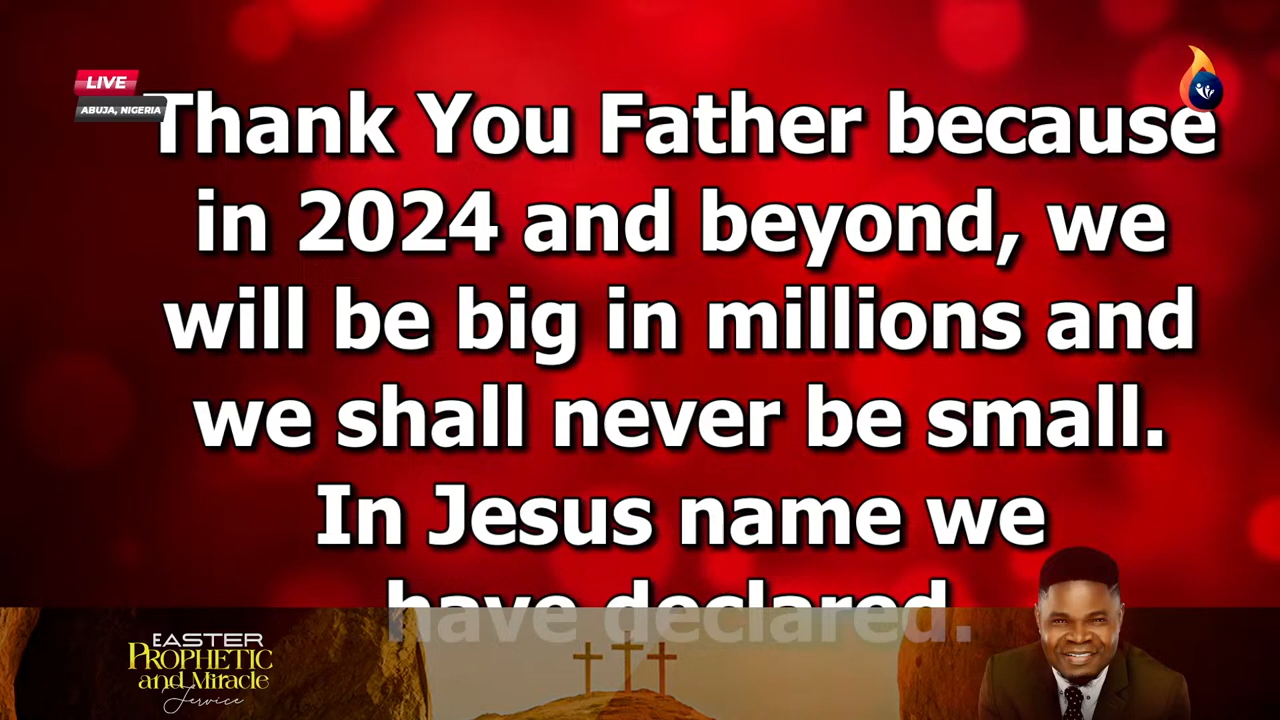 LIVE
ABUJA, NIGERIA
Thank You Father because
in 2024 and beyond, we
will be big in millions and
we shall never be small.
In Jesus name we
have declared.
EASTER
PROPHETIC
and Miracle
Service